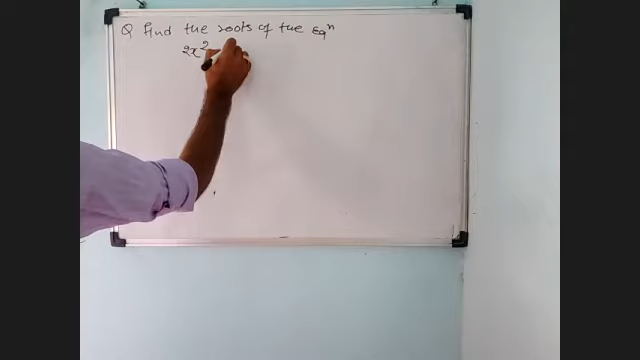 Q Find the roots of the Eqⁿ
2x²